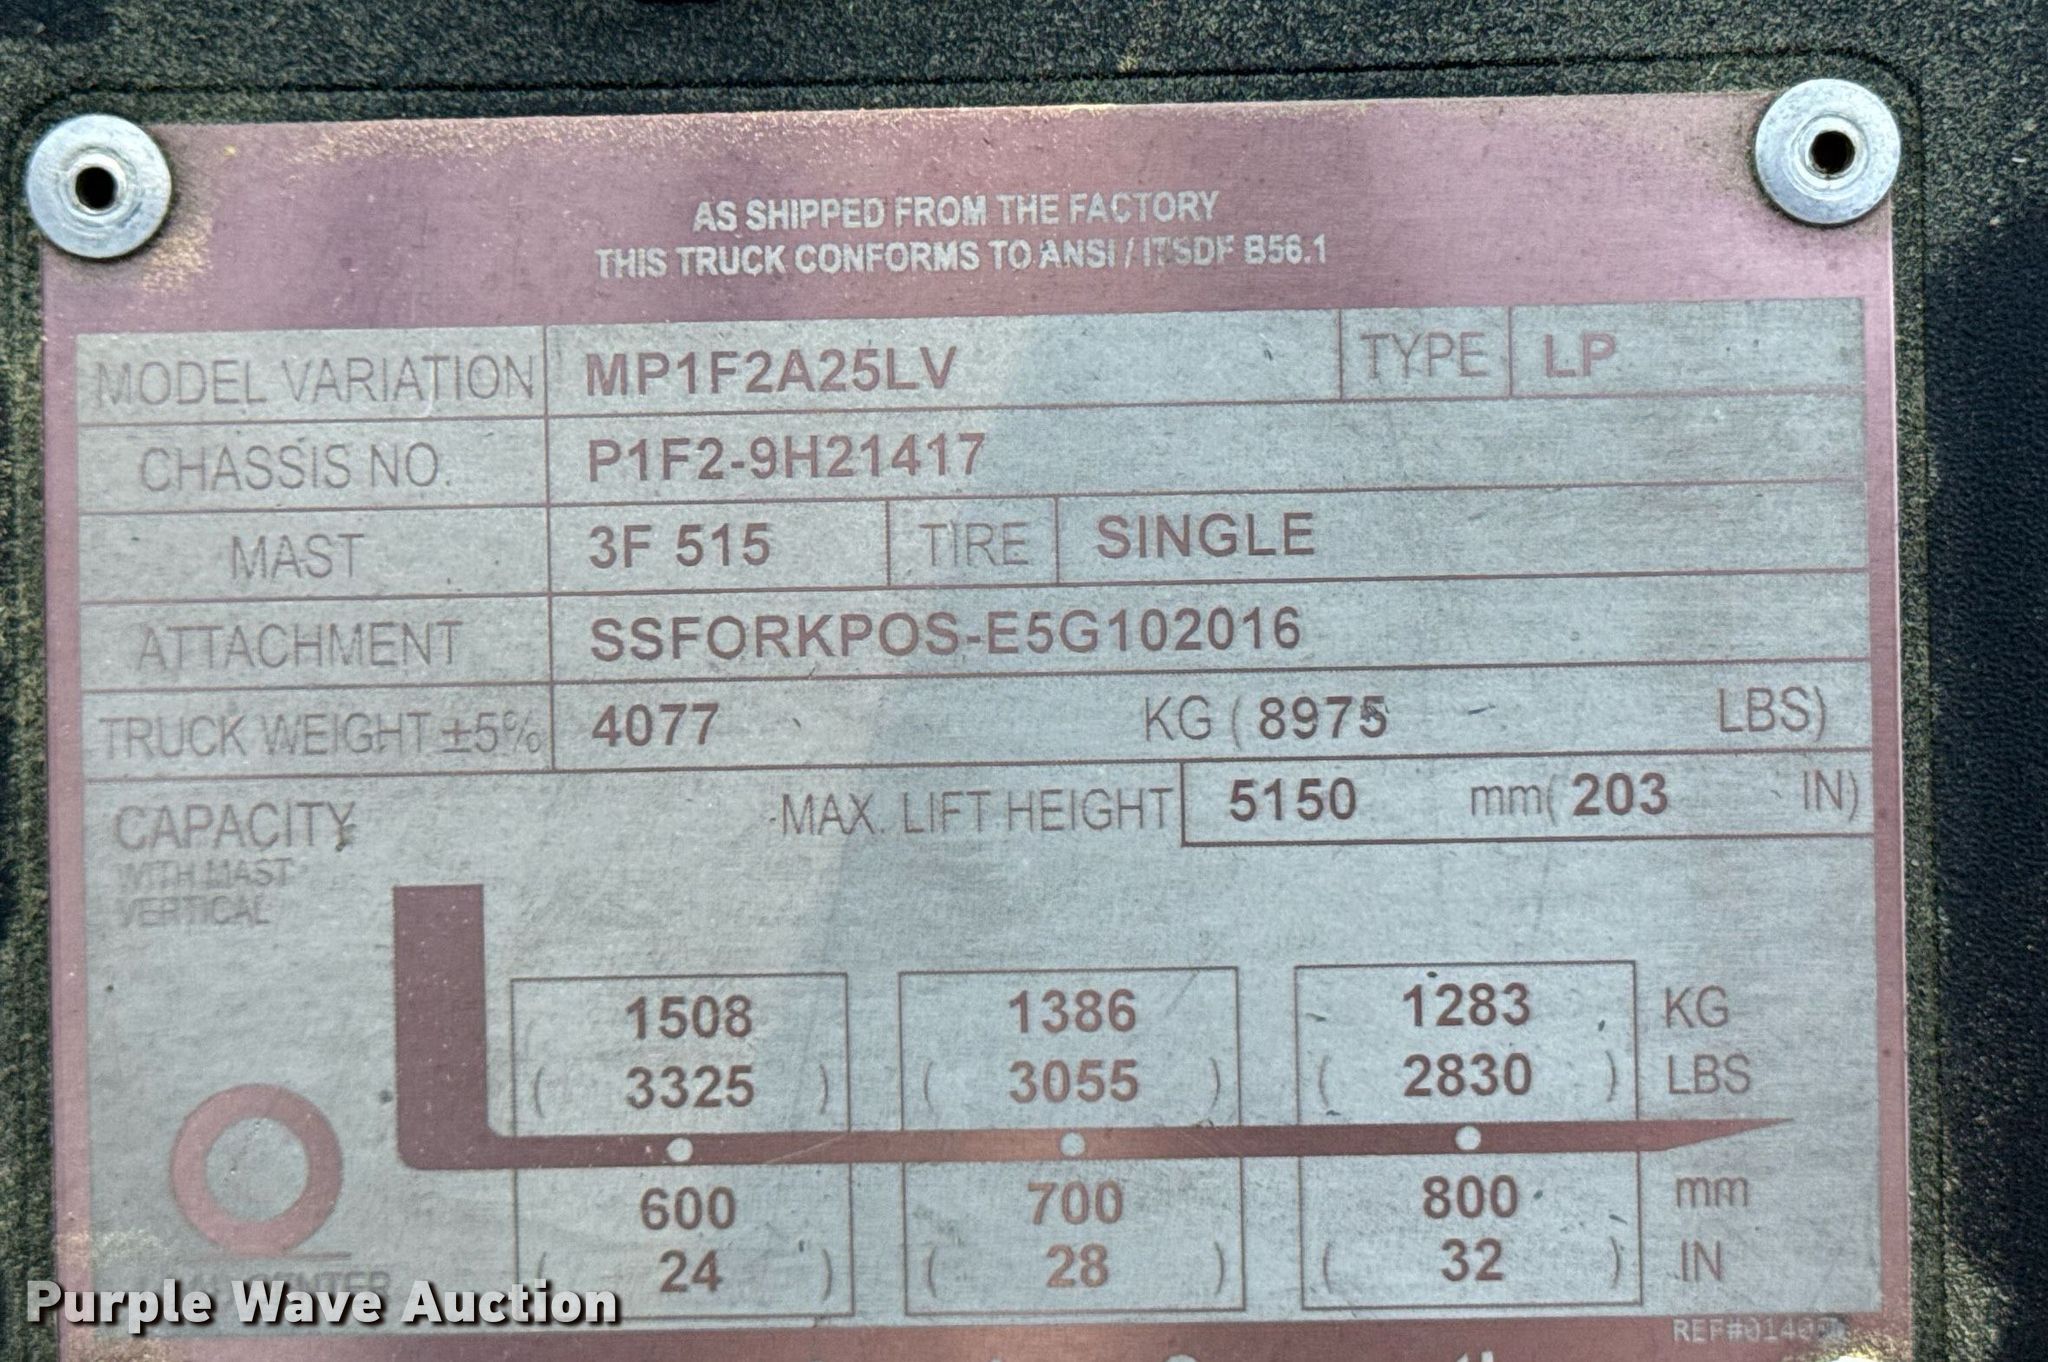 AS SHIPPED FROM THE FACTORY
THIS TRUCK CONFORMS TO ANSI / ITSDF B56.1
MODEL VARIATION MP1F2A25LV TYPE LP
CHASSIS NO. P1F2-9H21417
MAST 3F 515 TIRE SINGLE
ATTACHMENT SSFORKPOS-E5G102016
TRUCK WEIGHT ±5% 4077 KG ( 8975 LBS)
CAPACITY MAX. LIFT HEIGHT 5150 mm( 203 IN)
WITH MAST
VERTICAL
1508 1386 1283 KG
( 3325 ) ( 3055 ) ( 2830 ) LBS
600 700 800 mm
( 24 ) ( 28 ) ( 32 ) IN
CENTER
Purple Wave Auction